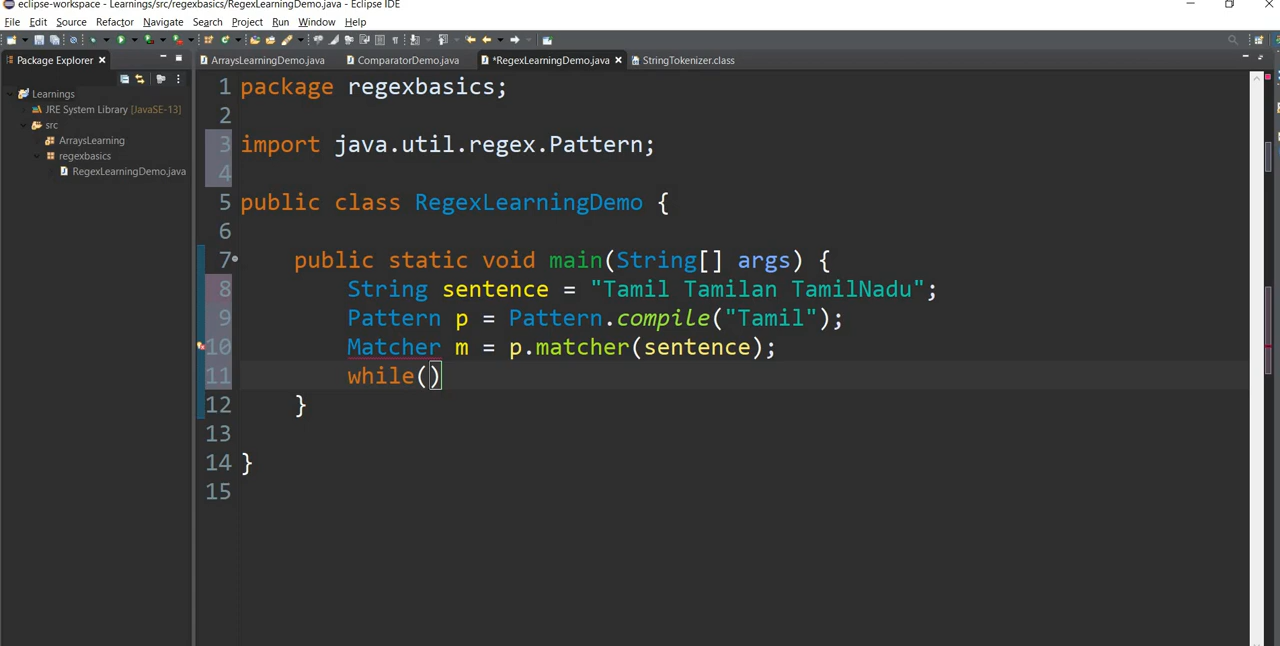 eclipse-workspace - Learnings/src/regexbasics/RegexLearningDemo.java - Eclipse IDE
File Edit Source Refactor Navigate Search Project Run Window Help
Package Explorer
ArraysLearningDemo.java ComparatorDemo.java *RegexLearningDemo.java StringTokenizer.class
Learnings
JRE System Library [JavaSE-13]
src
ArraysLearning
regexbasics
RegexLearningDemo.java
1 package regexbasics;
2
3 import java.util.regex.Pattern;
4
5 public class RegexLearningDemo {
6
7 public static void main(String[] args) {
8 String sentence = "Tamil Tamilan TamilNadu";
9 Pattern p = Pattern.compile("Tamil");
10 Matcher m = p.matcher(sentence);
11 while()
12 }
13
14 }
15